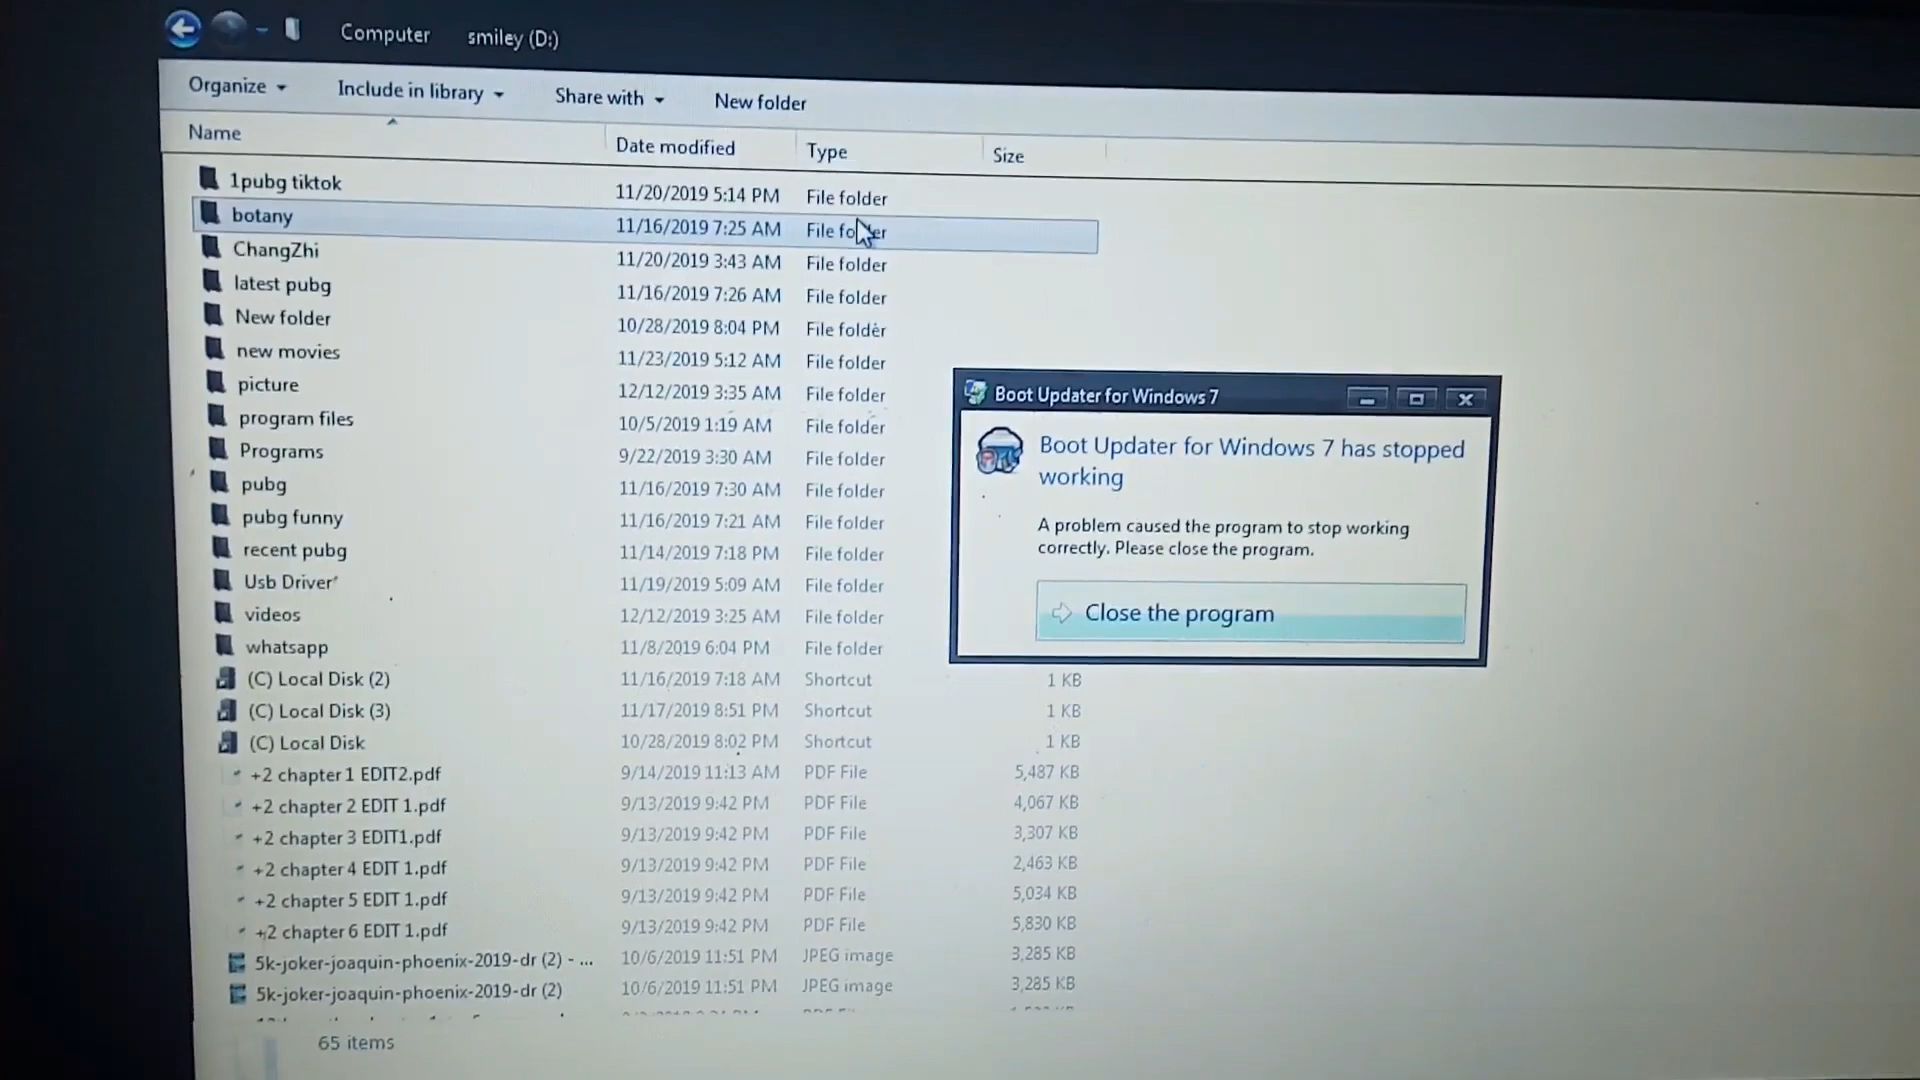 Computer smiley (D:)
Organize Include in library Share with New folder
Name Date modified Type Size
1pubg tiktok 11/20/2019 5:14 PM File folder
botany 11/16/2019 7:25 AM File folder
ChangZhi 11/20/2019 3:43 AM File folder
latest pubg 11/16/2019 7:26 AM File folder
New folder 10/28/2019 8:04 PM File folder
new movies 11/23/2019 5:12 AM File folder
picture 12/12/2019 3:35 AM File folder
program files 10/5/2019 1:19 AM File folder
Programs 9/22/2019 3:30 AM File folder
pubg 11/16/2019 7:30 AM File folder
pubg funny 11/16/2019 7:21 AM File folder
recent pubg 11/14/2019 7:18 PM File folder
Usb Driver 11/19/2019 5:09 AM File folder
videos 12/12/2019 3:25 AM File folder
whatsapp 11/8/2019 6:04 PM File folder
(C) Local Disk (2) 11/16/2019 7:18 AM Shortcut 1 KB
(C) Local Disk (3) 11/17/2019 8:51 PM Shortcut 1 KB
(C) Local Disk 10/28/2019 8:02 PM Shortcut 1 KB
+2 chapter 1 EDIT2.pdf 9/14/2019 11:13 AM PDF File 5,487 KB
+2 chapter 2 EDIT 1.pdf 9/13/2019 9:42 PM PDF File 4,067 KB
+2 chapter 3 EDIT1.pdf 9/13/2019 9:42 PM PDF File 3,307 KB
+2 chapter 4 EDIT 1.pdf 9/13/2019 9:42 PM PDF File 2,463 KB
+2 chapter 5 EDIT 1.pdf 9/13/2019 9:42 PM PDF File 5,034 KB
+2 chapter 6 EDIT 1.pdf 9/13/2019 9:42 PM PDF File 5,830 KB
5k-joker-joaquin-phoenix-2019-dr (2) - ... 10/6/2019 11:51 PM JPEG image 3,285 KB
5k-joker-joaquin-phoenix-2019-dr (2) 10/6/2019 11:51 PM JPEG image 3,285 KB
65 items
Boot Updater for Windows 7
Boot Updater for Windows 7 has stopped
working
A problem caused the program to stop working
correctly. Please close the program.
Close the program